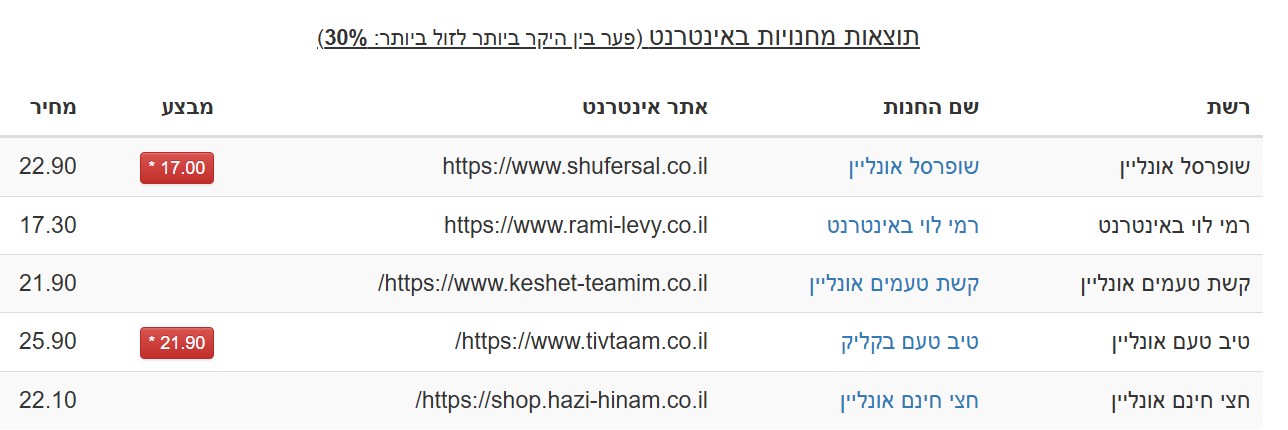 תוצאות מחנויות באינטרנט (פער בין היקר ביותר לזול ביותר: 30%)
רשת שם החנות אתר אינטרנט מבצע מחיר
שופרסל אונליין שופרסל אונליין https://www.shufersal.co.il 17.00 * 22.90
רמי לוי באינטרנט רמי לוי באינטרנט https://www.rami-levy.co.il 17.30
קשת טעמים אונליין קשת טעמים אונליין https://www.keshet-teamim.co.il/ 21.90
טיב טעם אונליין טיב טעם בקליק https://www.tivtaam.co.il/ 21.90 * 25.90
חצי חינם אונליין חצי חינם אונליין https://shop.hazi-hinam.co.il/ 22.10